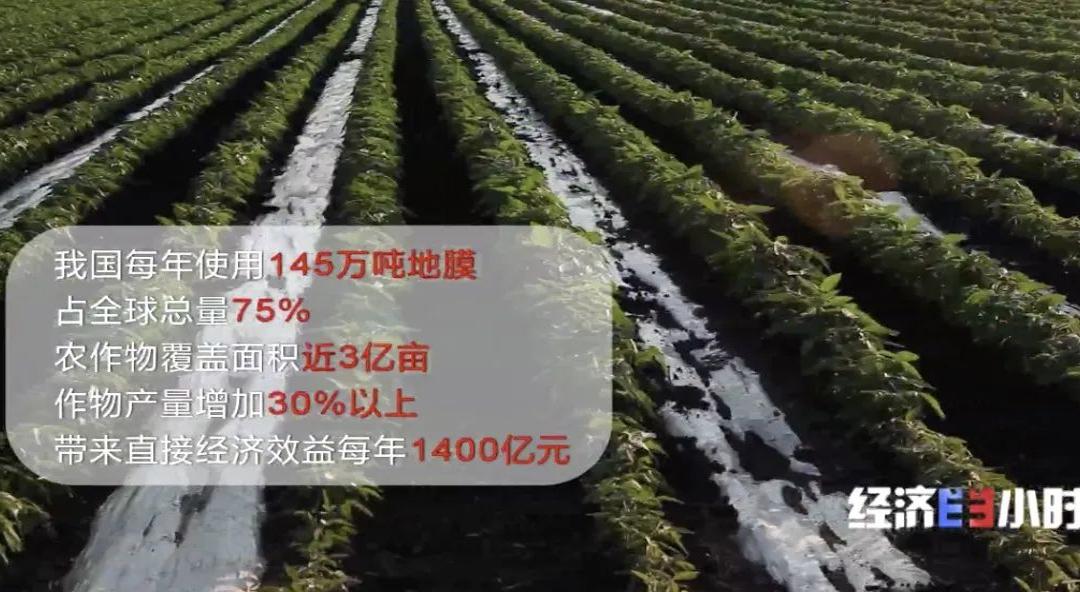 我国每年使用145万吨地膜
占全球总量75%
农作物覆盖面积近3亿亩
作物产量增加30%以上
带来直接经济效益每年1400亿元
经济半小时